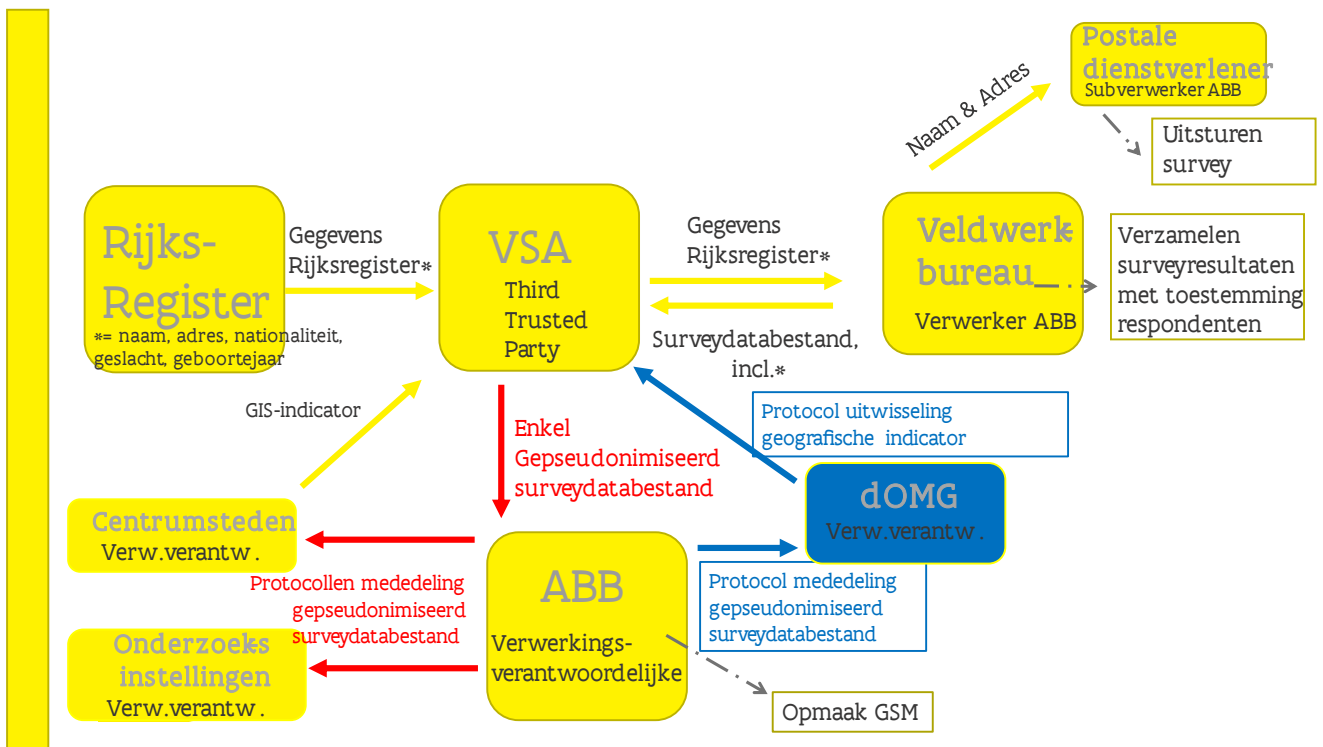 Postale
dienstverlener
Subverwerker ABB
Naam & Adres
Uitsturen
survey
Rijks-
Register
*= naam, adres, nationaliteit,
geslacht, geboortejaar
Gegevens
Rijksregister*
VSA
Third
Trusted
Party
Gegevens
Rijksregister*
Surveydatabestand,
incl.*
Veldwerk-
bureau
Verwerker ABB
Verzamelen
surveyresultaten
met toestemming
respondenten
GIS-indicator
Enkel
Gepseudonimiseerd
surveydatabestand
Protocol uitwisseling
geografische indicator
dOMG
Verw.verantw.
Centrumsteden
Verw.verantw.
Protocollen mededeling
gepseudonimiseerd
surveydatabestand
ABB
Verwerkings-
verantwoordelijke
Protocol mededeling
gepseudonimiseerd
surveydatabestand
Onderzoeks-
instellingen
Verw.verantw.
Opmaak GSM